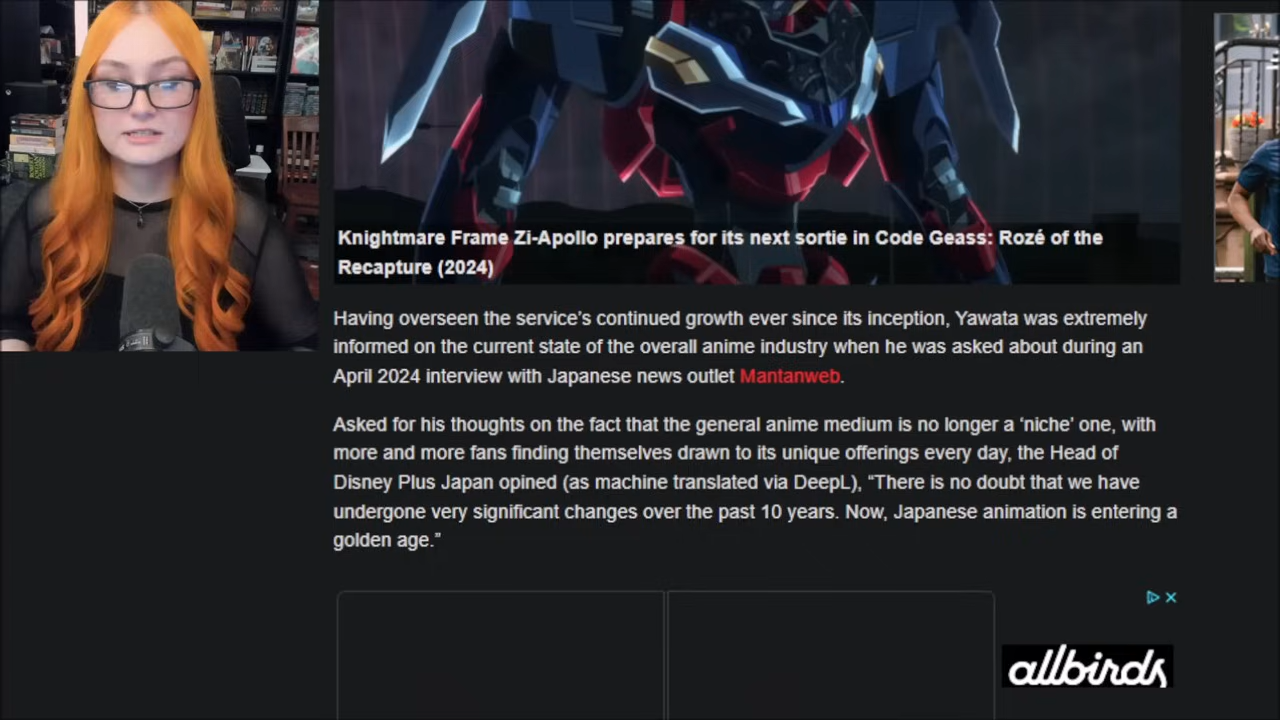 Knightmare Frame Zi-Apollo prepares for its next sortie in Code Geass: Rozé of the
Recapture (2024)
Having overseen the service's continued growth ever since its inception, Yawata was extremely
informed on the current state of the overall anime industry when he was asked about during an
April 2024 interview with Japanese news outlet Mantanweb.
Asked for his thoughts on the fact that the general anime medium is no longer a ‘niche’ one, with
more and more fans finding themselves drawn to its unique offerings every day, the Head of
Disney Plus Japan opined (as machine translated via DeepL), “There is no doubt that we have
undergone very significant changes over the past 10 years. Now, Japanese animation is entering a
golden age.”
allbirds